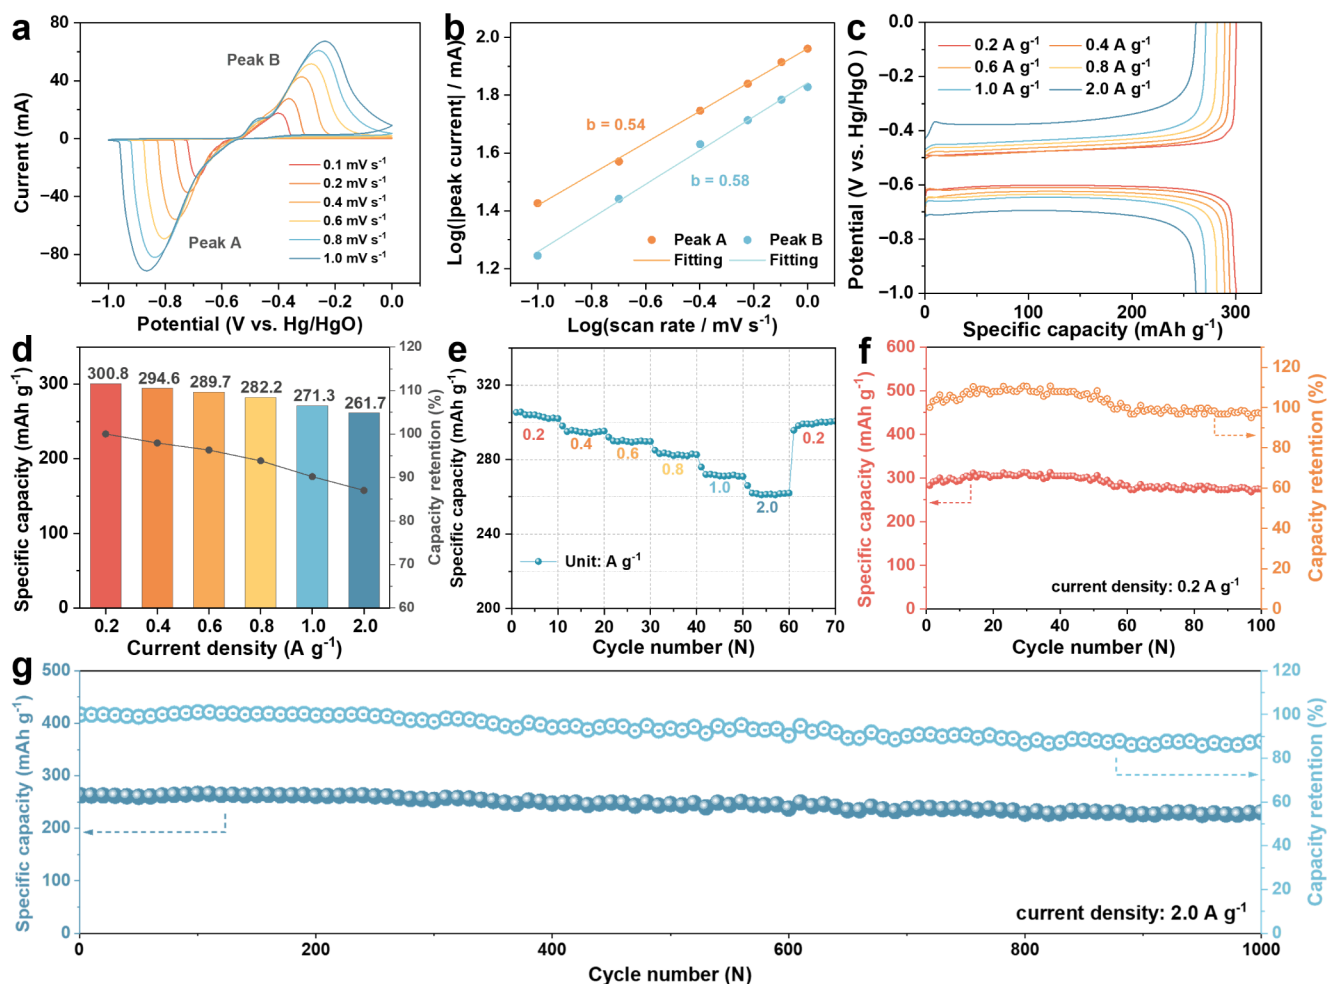 a
Current (mA)
80
40
0
−40
−80
Peak B
Peak A
0.1 mV s⁻¹
0.2 mV s⁻¹
0.4 mV s⁻¹
0.6 mV s⁻¹
0.8 mV s⁻¹
1.0 mV s⁻¹
−1.0 −0.8 −0.6 −0.4 −0.2 0.0
Potential (V vs. Hg/HgO)
b
Log(|peak current| / mA)
2.0
1.8
1.6
1.4
1.2
b = 0.54
b = 0.58
Peak A Peak B
Fitting Fitting
−1.0 −0.8 −0.6 −0.4 −0.2 0.0
Log(scan rate / mV s⁻¹)
c
Potential (V vs. Hg/HgO )
0.0
−0.2
−0.4
−0.6
−0.8
−1.0
0.2 A g⁻¹ 0.4 A g⁻¹
0.6 A g⁻¹ 0.8 A g⁻¹
1.0 A g⁻¹ 2.0 A g⁻¹
0 100 200 300
Specific capacity (mAh g⁻¹)
d
Specific capacity (mAh g⁻¹)
300
200
100
0
300.8 294.6 289.7 282.2 271.3 261.7
120
110
100
90
80
70
60
Capacity retention (%)
0.2 0.4 0.6 0.8 1.0 2.0
Current density (A g⁻¹)
e
Specific capacity (mAh g⁻¹)
320
280
240
200
0.2
0.4
0.6
0.8
1.0
2.0
0.2
Unit: A g⁻¹
0 10 20 30 40 50 60 70
Cycle number (N)
f
Specific capacity (mAh g⁻¹)
600
500
400
300
200
100
0
120
100
80
60
40
20
0
Capacity retention (%)
current density: 0.2 A g⁻¹
0 20 40 60 80 100
Cycle number (N)
g
Specific capacity (mAh g⁻¹)
500
400
300
200
100
0
120
100
80
60
40
20
0
Capacity retention (%)
current density: 2.0 A g⁻¹
0 200 400 600 800 1000
Cycle number (N)